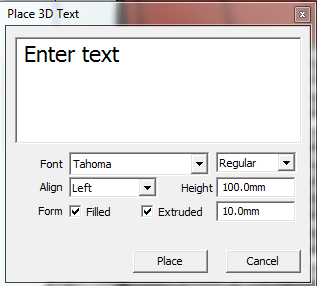 Place 3D Text
Enter text
Font Tahoma Regular
Align Left Height 100.0mm
Form Filled Extruded 10.0mm
Place Cancel